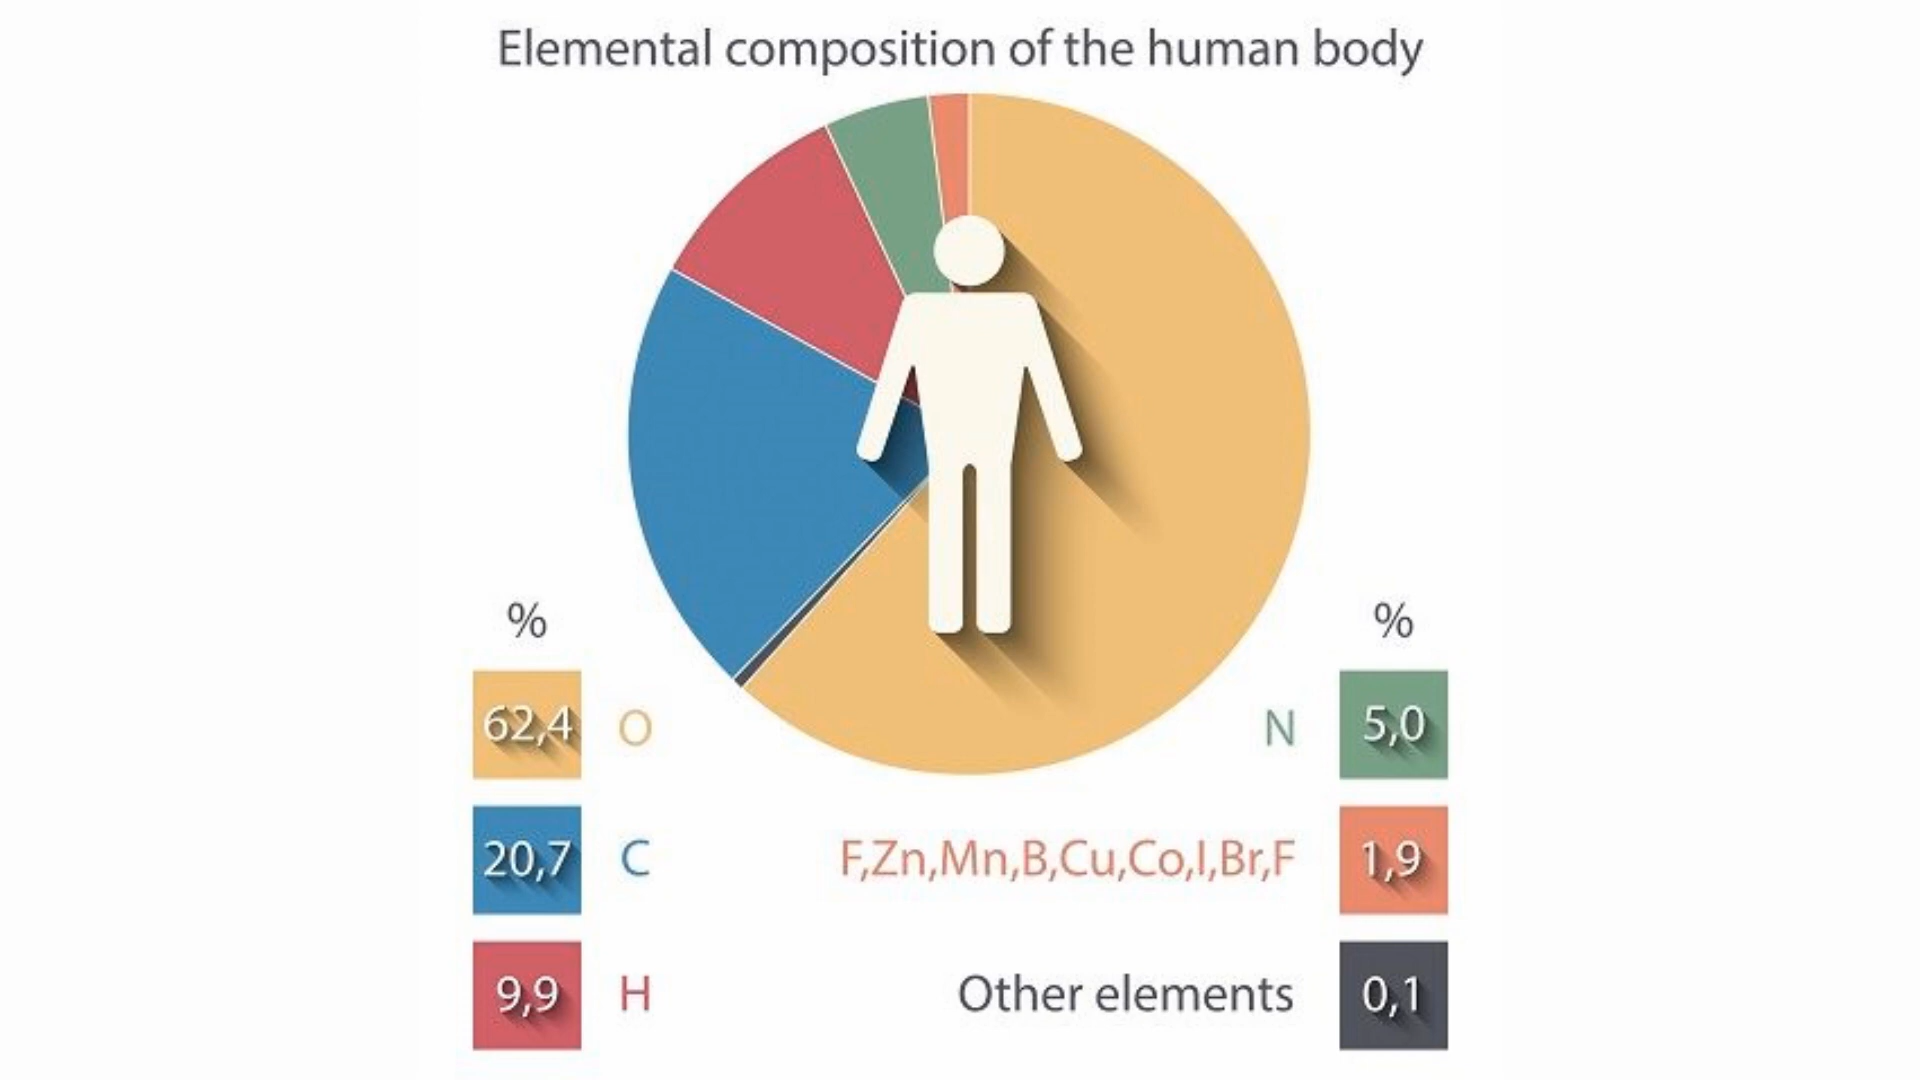 Elemental composition of the human body
%
62,4 O
20,7 C
9,9 H
%
N 5,0
F,Zn,Mn,B,Cu,Co,I,Br,F 1,9
Other elements 0,1